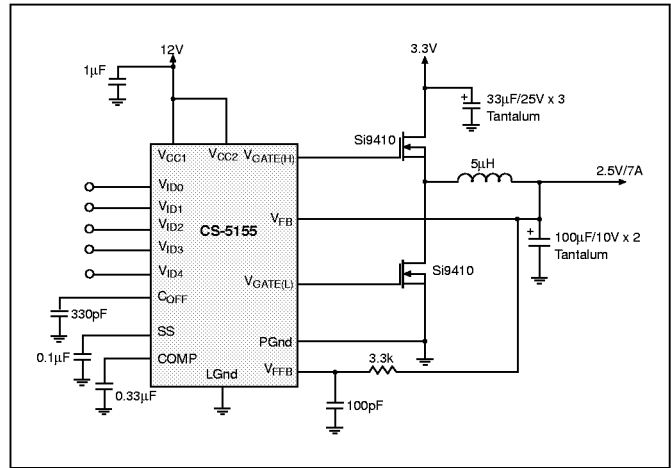 12V
3.3V
1µF
33µF/25V x 3
Tantalum
Si9410
VCC1
VCC2
VGATE(H)
5µH
2.5V/7A
VID0
VID1
VID2
VID3
VID4
VFB
CS-5155
100µF/10V x 2
Tantalum
Si9410
VGATE(L)
COFF
330pF
SS
PGnd
0.1µF
COMP
3.3k
VFFB
LGnd
0.33µF
100pF